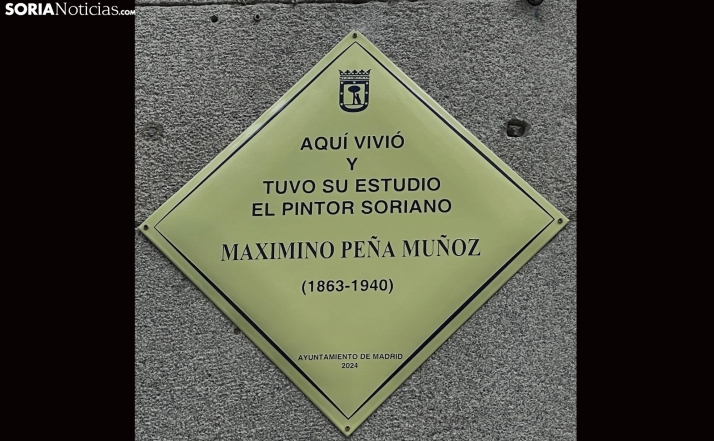 SORIANoticias.com
AQUÍ VIVIÓ
Y
TUVO SU ESTUDIO
EL PINTOR SORIANO
MAXIMINO PEÑA MUÑOZ
(1863-1940)
AYUNTAMIENTO DE MADRID
2024